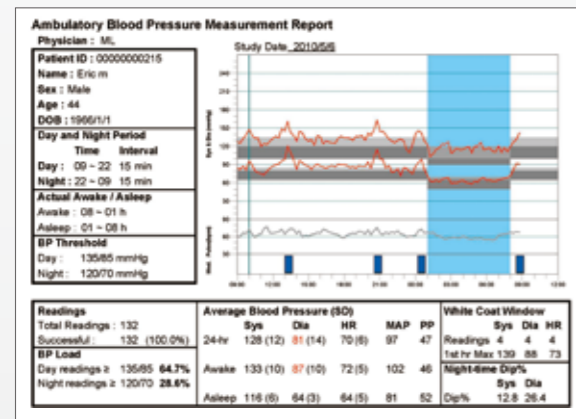 Ambulatory Blood Pressure Measurement Report
Physician : ML
Patient ID : 00000000215
Name : Eric m
Sex : Male
Age : 44
DOB : 1966/1/1
Day and Night Period
Time Interval
Day : 09 ~ 22 15 min
Night : 22 ~ 09 15 min
Actual Awake / Asleep
Awake : 08 ~ 01 h
Asleep : 01 ~ 08 h
BP Threshold
Day : 135/85 mmHg
Night : 120/70 mmHg
Study Date 2010/5/6
Readings
Total Readings : 132
Successful : 132 (100.0%)
BP Load
Day readings ≥ 135/85 64.7%
Night readings ≥ 120/70 28.6%
Average Blood Pressure (SD)
Sys Dia HR MAP PP
24-hr 128 (12) 81 (14) 70 (6) 97 47
Awake 133 (10) 87 (10) 72 (5) 102 46
Asleep 116 (6) 64 (3) 64 (5) 81 52
White Coat Window
Sys Dia HR
Readings 4 4 4
1st hr Max 139 88 73
Night-time Dip%
Sys Dia
Dip% 12.8 26.4